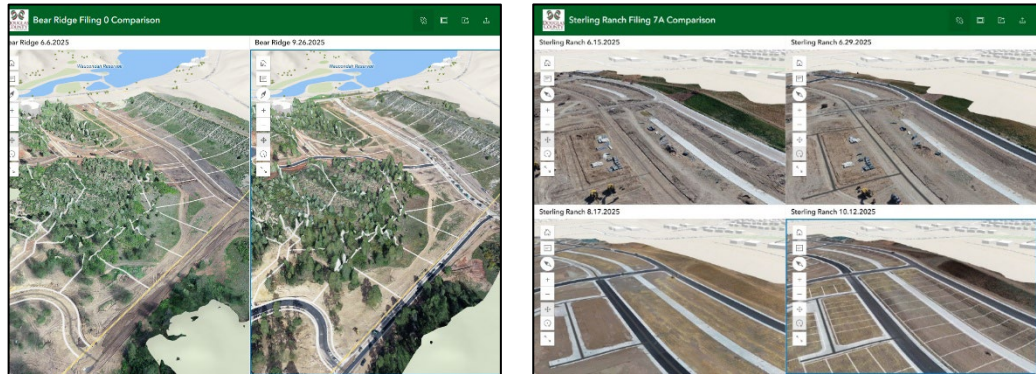 Bear Ridge Filing 0 Comparison
ear Ridge 6.6.2025
Bear Ridge 9.26.2025
DOUGLAS COUNTY
Sterling Ranch Filing 7A Comparison
Sterling Ranch 6.15.2025
Sterling Ranch 6.29.2025
Sterling Ranch 8.17.2025
Sterling Ranch 10.12.2025